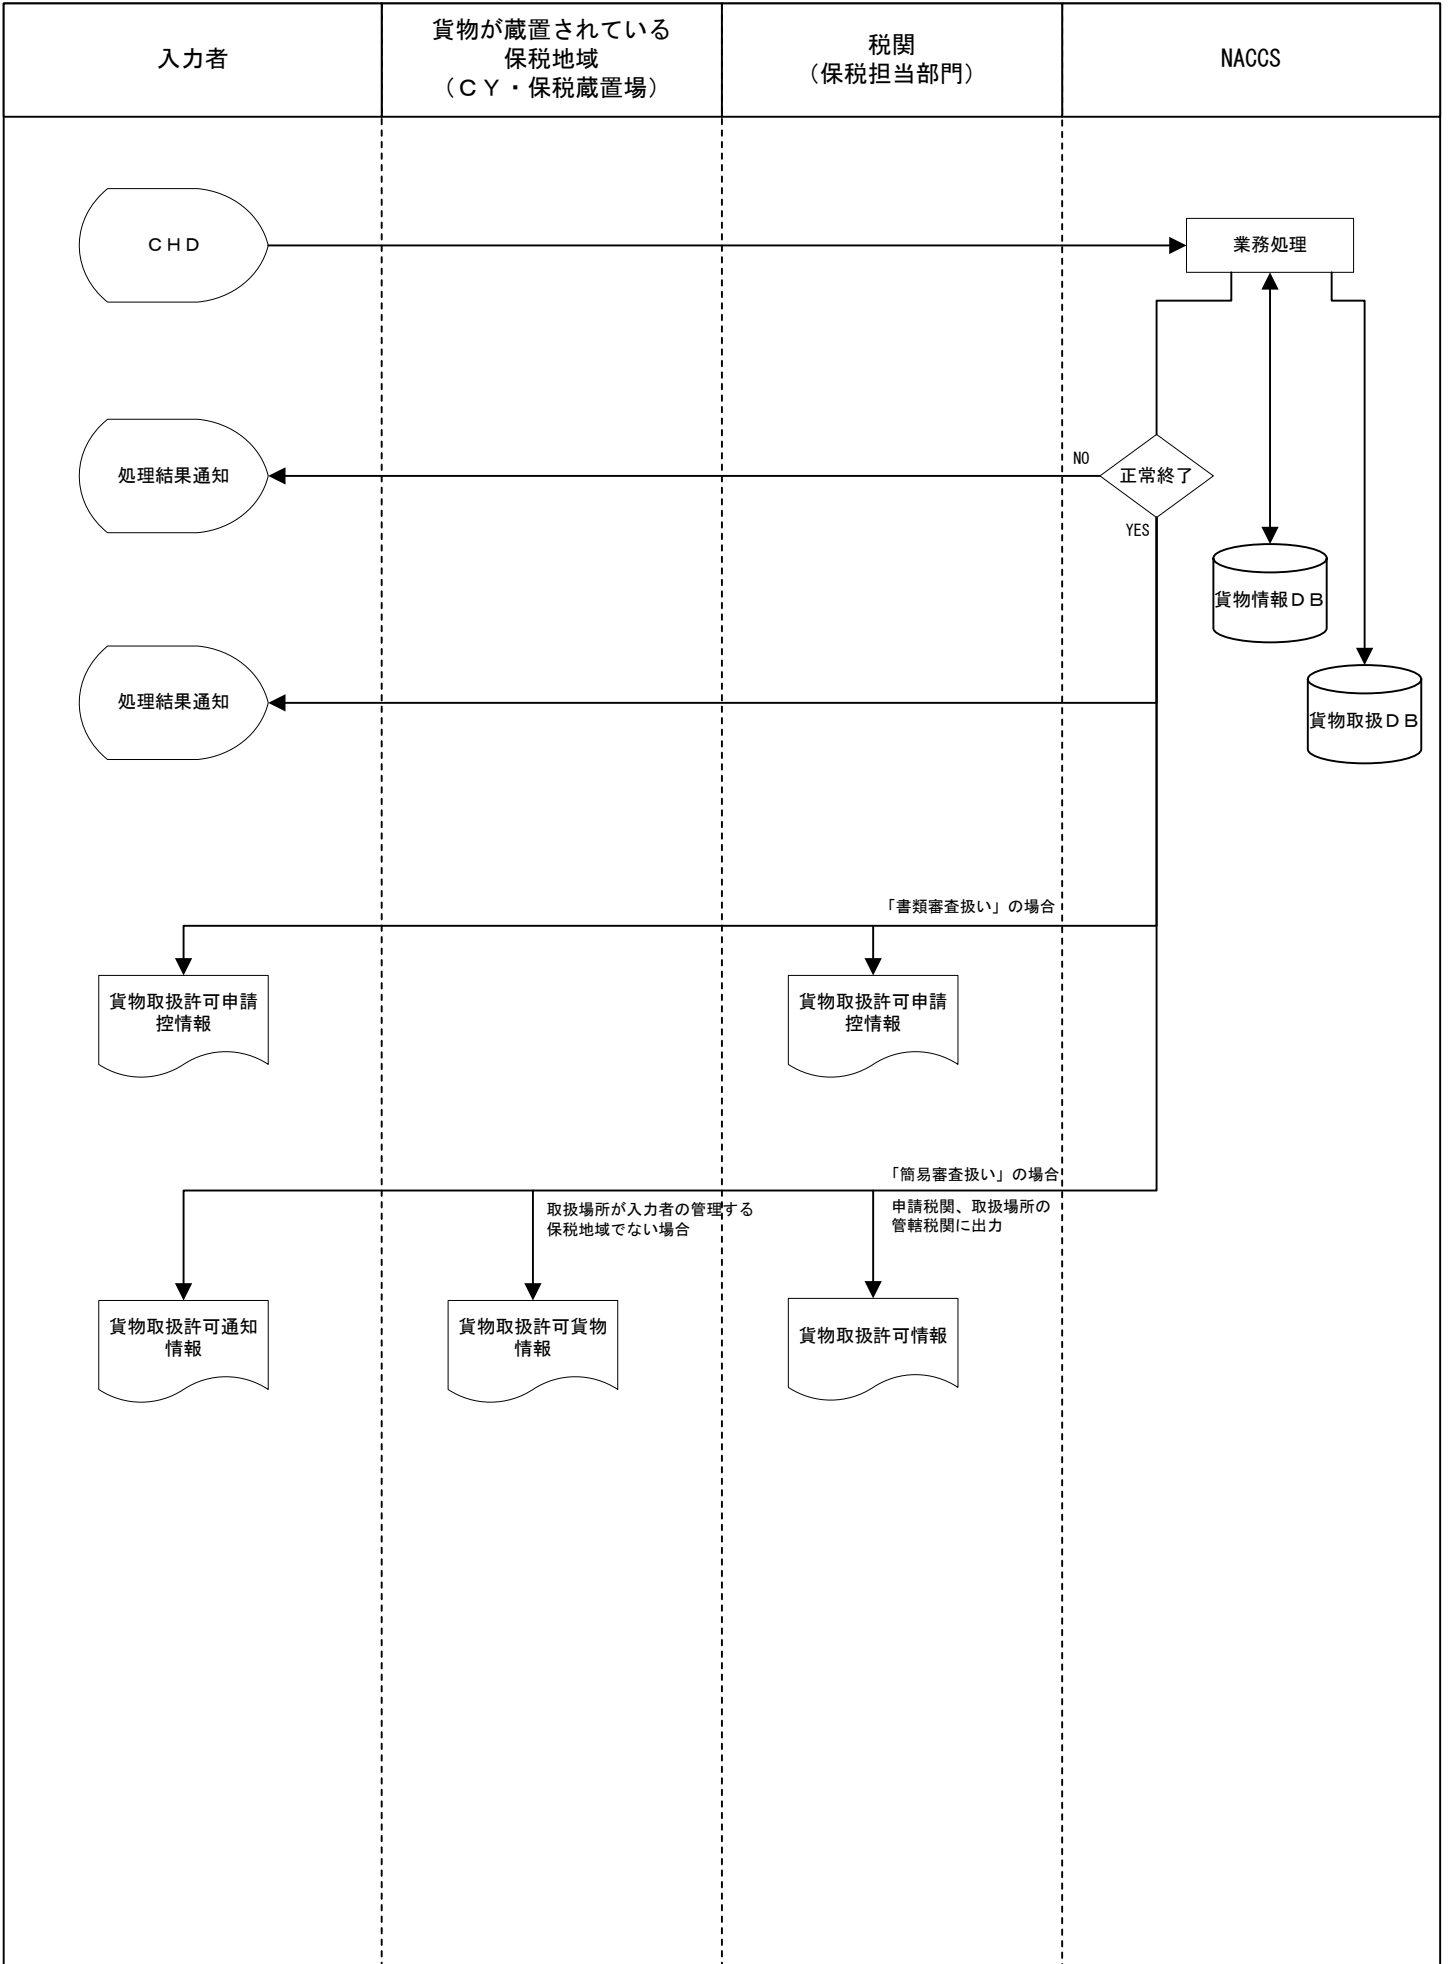 入力者
貨物が蔵置されている
保税地域
（ＣＹ・保税蔵置場）
税関
（保税担当部門）
NACCS
ＣＨＤ
業務処理
処理結果通知
NO
正常終了
YES
貨物情報ＤＢ
処理結果通知
貨物取扱ＤＢ
「書類審査扱い」の場合
貨物取扱許可申請
控情報
貨物取扱許可申請
控情報
「簡易審査扱い」の場合
取扱場所が入力者の管理する
保税地域でない場合
申請税関、取扱場所の
管轄税関に出力
貨物取扱許可通知
情報
貨物取扱許可貨物
情報
貨物取扱許可情報